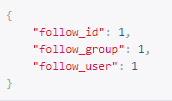 {
"follow_id": 1,
"follow_group": 1,
"follow_user": 1
}